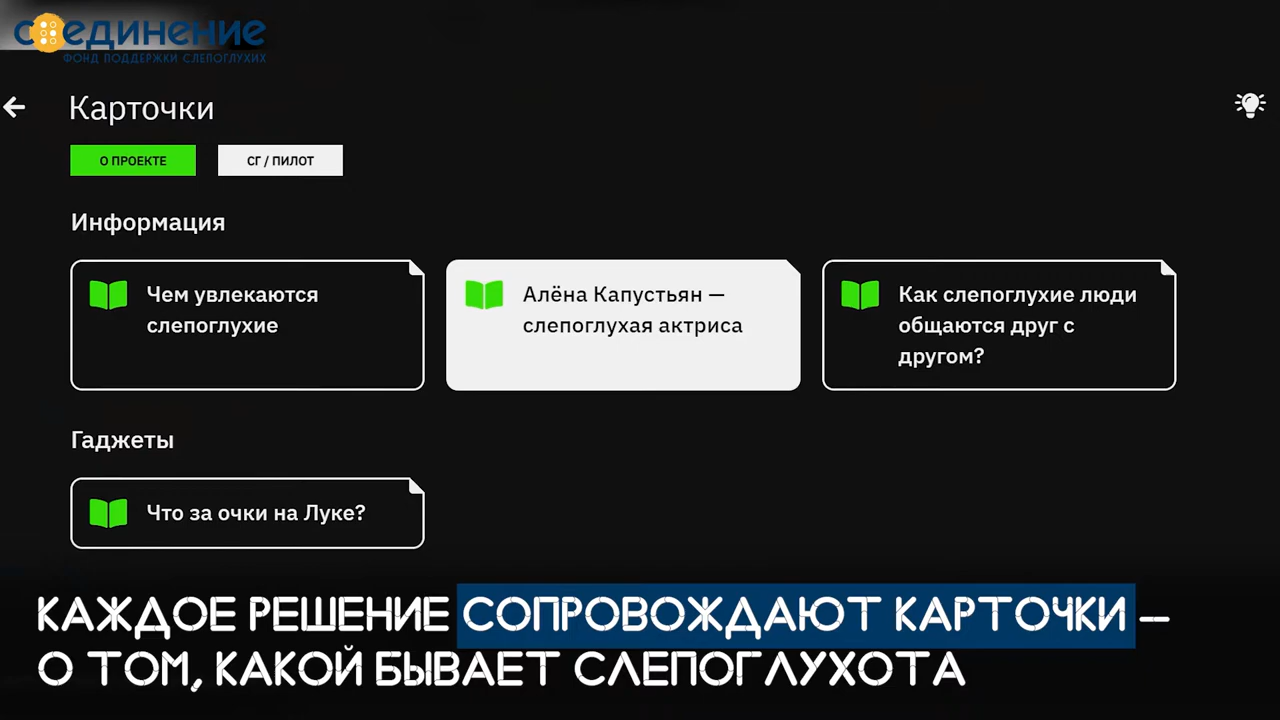 соединение
ФОНД ПОДДЕРЖКИ СЛЕПОГЛУХИХ
Карточки
О ПРОЕКТЕ
СГ / ПИЛОТ
Информация
Чем увлекаются
слепоглухие
Алёна Капустьян —
слепоглухая актриса
Как слепоглухие люди
общаются друг с
другом?
Гаджеты
Что за очки на Луке?
КАЖДОЕ РЕШЕНИЕ СОПРОВОЖДАЮТ КАРТОЧКИ —
О ТОМ, КАКОЙ БЫВАЕТ СЛЕПОГЛУХОТА